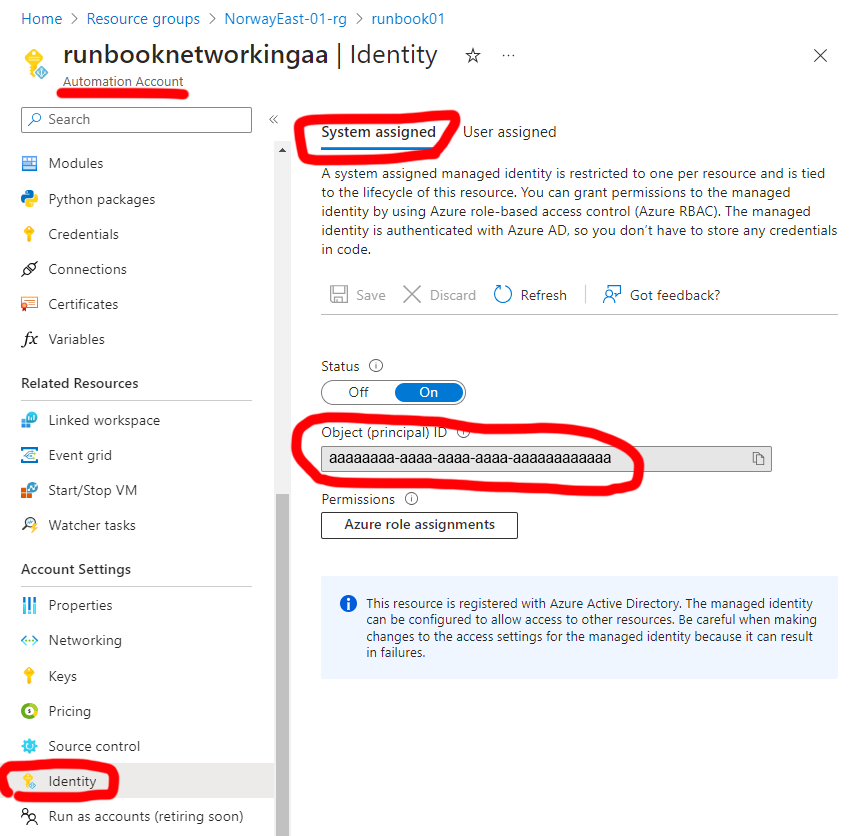 Home > Resource groups > NorwayEast-01-rg > runbook01
runbooknetworkingaa | Identity
Automation Account
Search
Modules
Python packages
Credentials
Connections
Certificates
Variables
Related Resources
Linked workspace
Event grid
Start/Stop VM
Watcher tasks
Account Settings
Properties
Networking
Keys
Pricing
Source control
Identity
Run as accounts (retiring soon)
System assigned User assigned
A system assigned managed identity is restricted to one per resource and is tied
to the lifecycle of this resource. You can grant permissions to the managed
identity by using Azure role-based access control (Azure RBAC). The managed
identity is authenticated with Azure AD, so you don’t have to store any credentials
in code.
Save Discard Refresh Got feedback?
Status
Off On
Object (principal) ID
aaaaaaaa-aaaa-aaaa-aaaa-aaaaaaaaaaaa
Permissions
Azure role assignments
This resource is registered with Azure Active Directory. The managed identity
can be configured to allow access to other resources. Be careful when making
changes to the access settings for the managed identity because it can result
in failures.